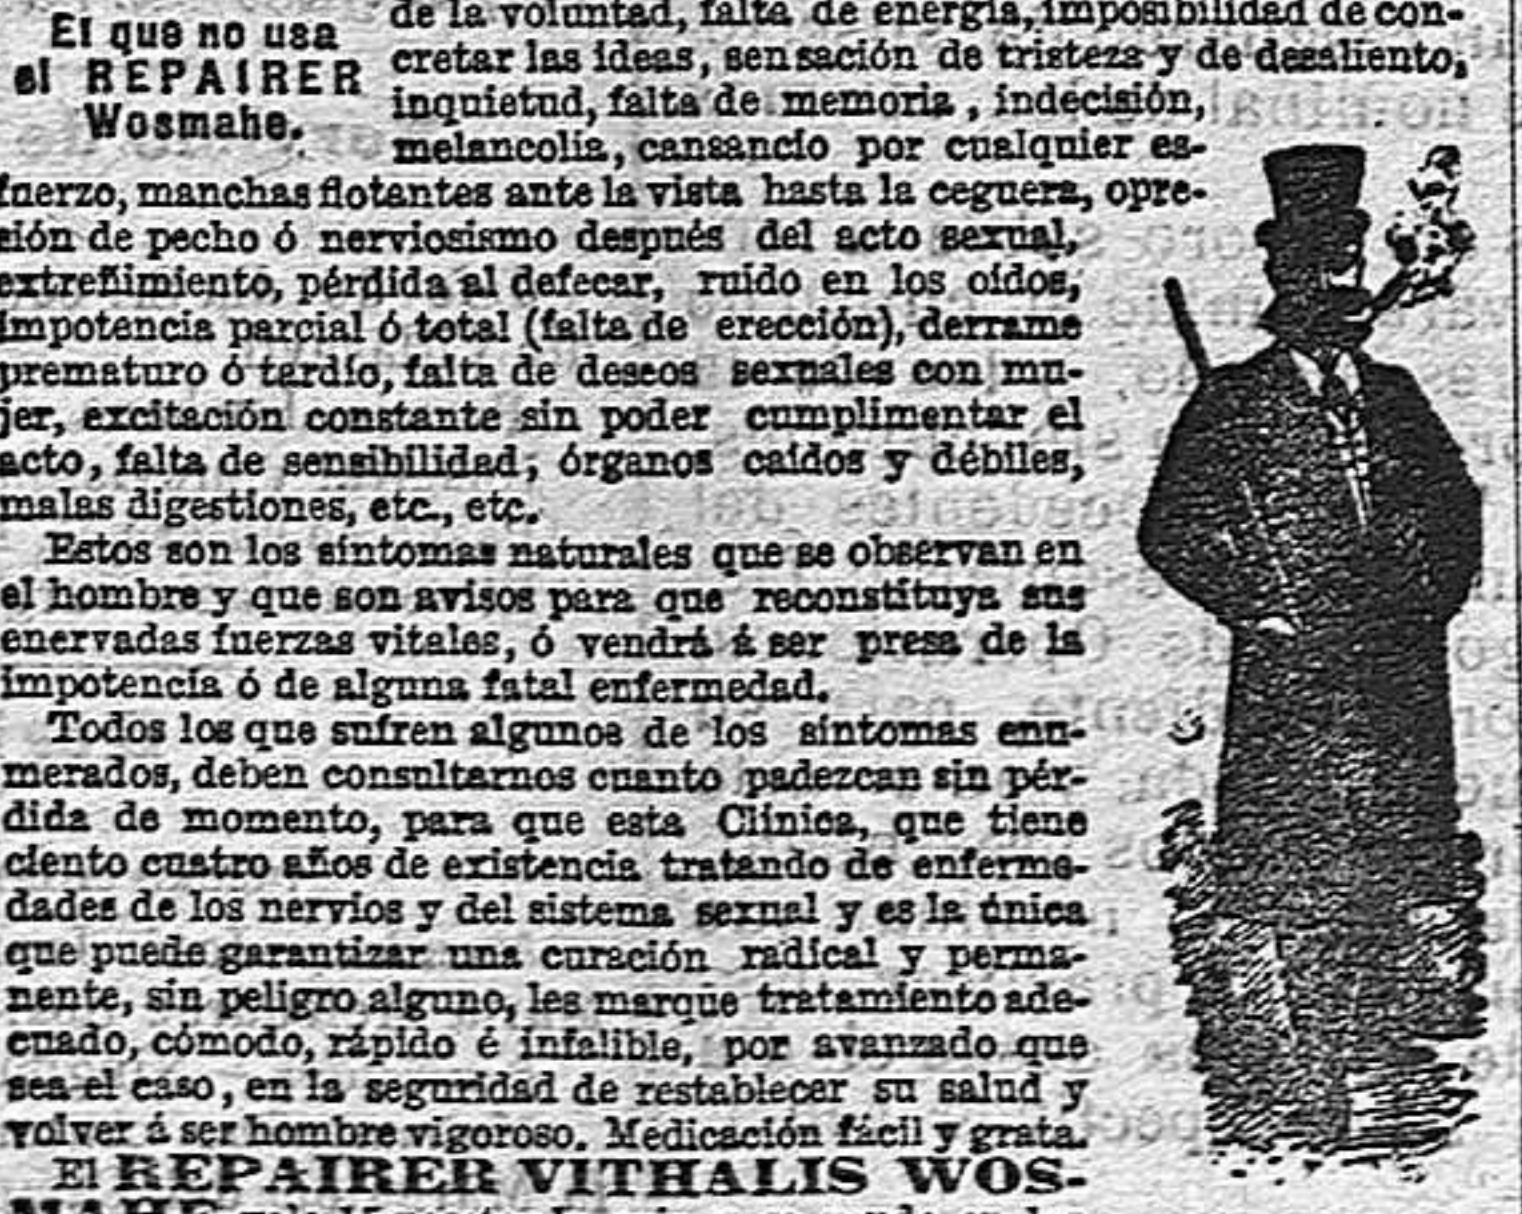 El que no usa
el REPAIRER
Wosmahe.
de la voluntad, falta de energía, imposibilidad de con-
cretar las ideas, sensación de tristeza y de desaliento,
inquietud, falta de memoria, indecisión,
melancolía, cansancio por cualquier es-
fuerzo, manchas flotantes ante la vista hasta la ceguera, opre-
sión de pecho ó nerviosismo después del acto sexual,
extreñimiento, pérdida al defecar, ruido en los oídos,
impotencia parcial ó total (falta de erección), derrame
prematuro ó tardío, falta de deseos sexuales con mu-
jer, excitación constante sin poder cumplimentar el
acto, falta de sensibilidad, órganos caídos y débiles,
malas digestiones, etc., etc.
Estos son los síntomas naturales que se observan en
el hombre y que son avisos para que reconstituya sus
enervadas fuerzas vitales, ó vendrá á ser presa de la
impotencia ó de alguna fatal enfermedad.
Todos los que sufren algunos de los síntomas enu-
merados, deben consultarnos cuanto padezcan sin pér-
dida de momento, para que esta Clínica, que tiene
ciento cuatro años de existencia tratando de enferme-
dades de los nervios y del sistema sexual y es la única
que puede garantizar una curación radical y perma-
nente, sin peligro alguno, les marque tratamiento ade-
cuado, cómodo, rápido é infalible, por avanzado que
sea el caso, en la seguridad de restablecer su salud y
volver á ser hombre vigoroso. Medicación fácil y grata.
El REPAIRER VITHALIS WOS-
MAHE